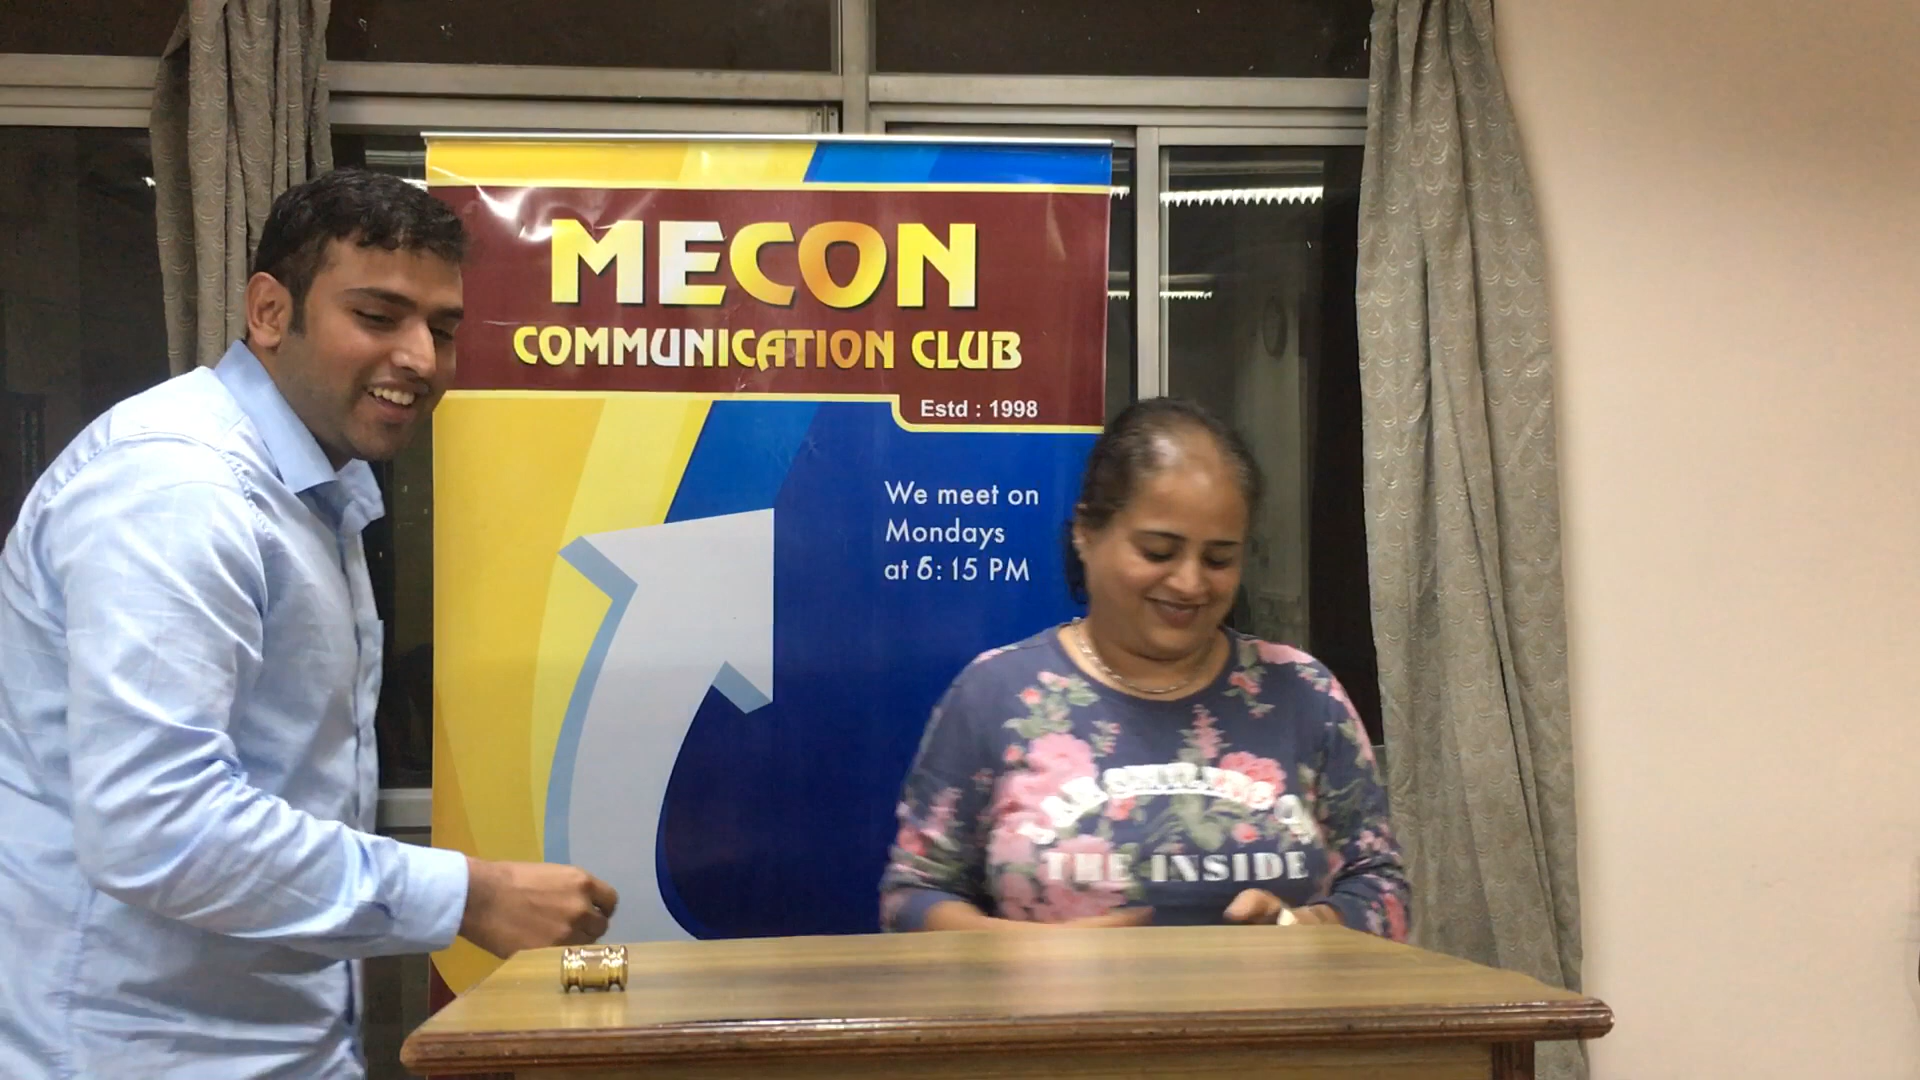 MECON
COMMUNICATION CLUB
Estd : 1998
We meet on
Mondays
at 6: 15 PM
THE INSIDE